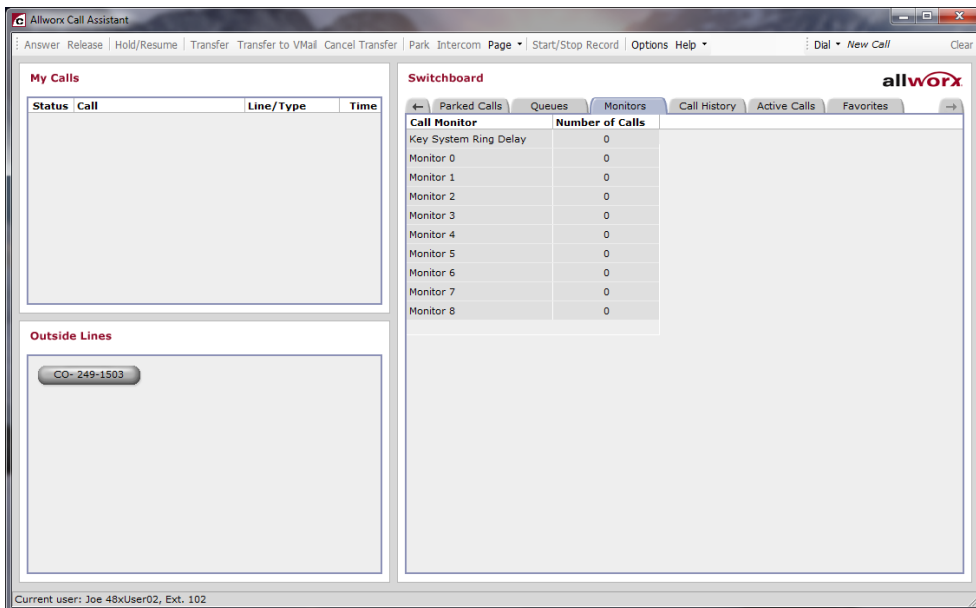 Allworx Call Assistant
Answer Release Hold/Resume Transfer Transfer to VMail Cancel Transfer Park Intercom Page Start/Stop Record Options Help Dial New Call Clear
My Calls
Status Call Line/Type Time
Outside Lines
CO- 249-1503
Switchboard
allworx
Parked Calls Queues Monitors Call History Active Calls Favorites
Call Monitor Number of Calls
Key System Ring Delay 0
Monitor 0 0
Monitor 1 0
Monitor 2 0
Monitor 3 0
Monitor 4 0
Monitor 5 0
Monitor 6 0
Monitor 7 0
Monitor 8 0
Current user: Joe 48xUser02, Ext. 102